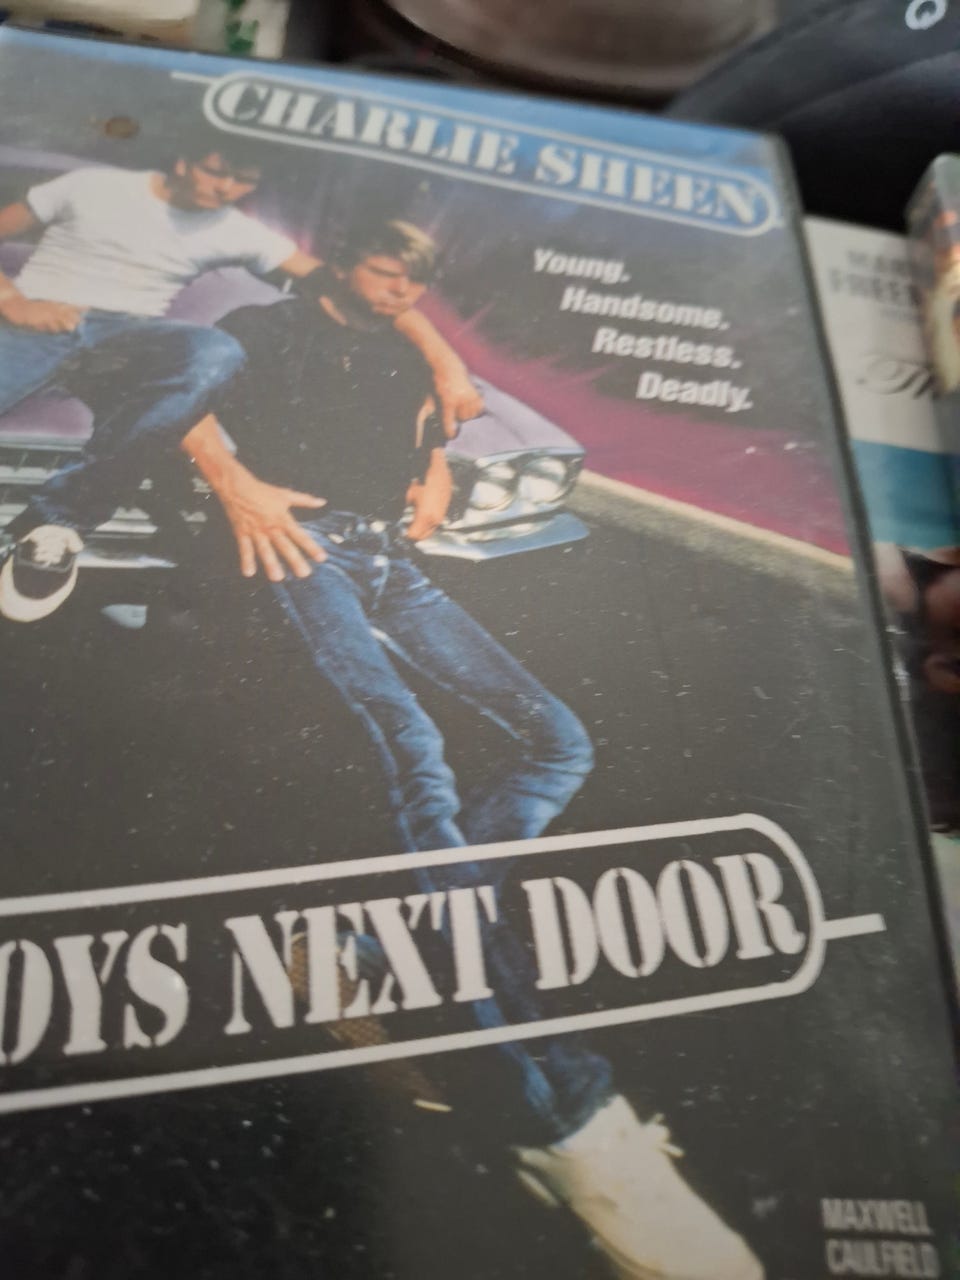 CHARLIE SHEEN
Young.
Handsome.
Restless.
Deadly.
OYS NEXT DOOR
MAXWELL
CAULFIELD
Q